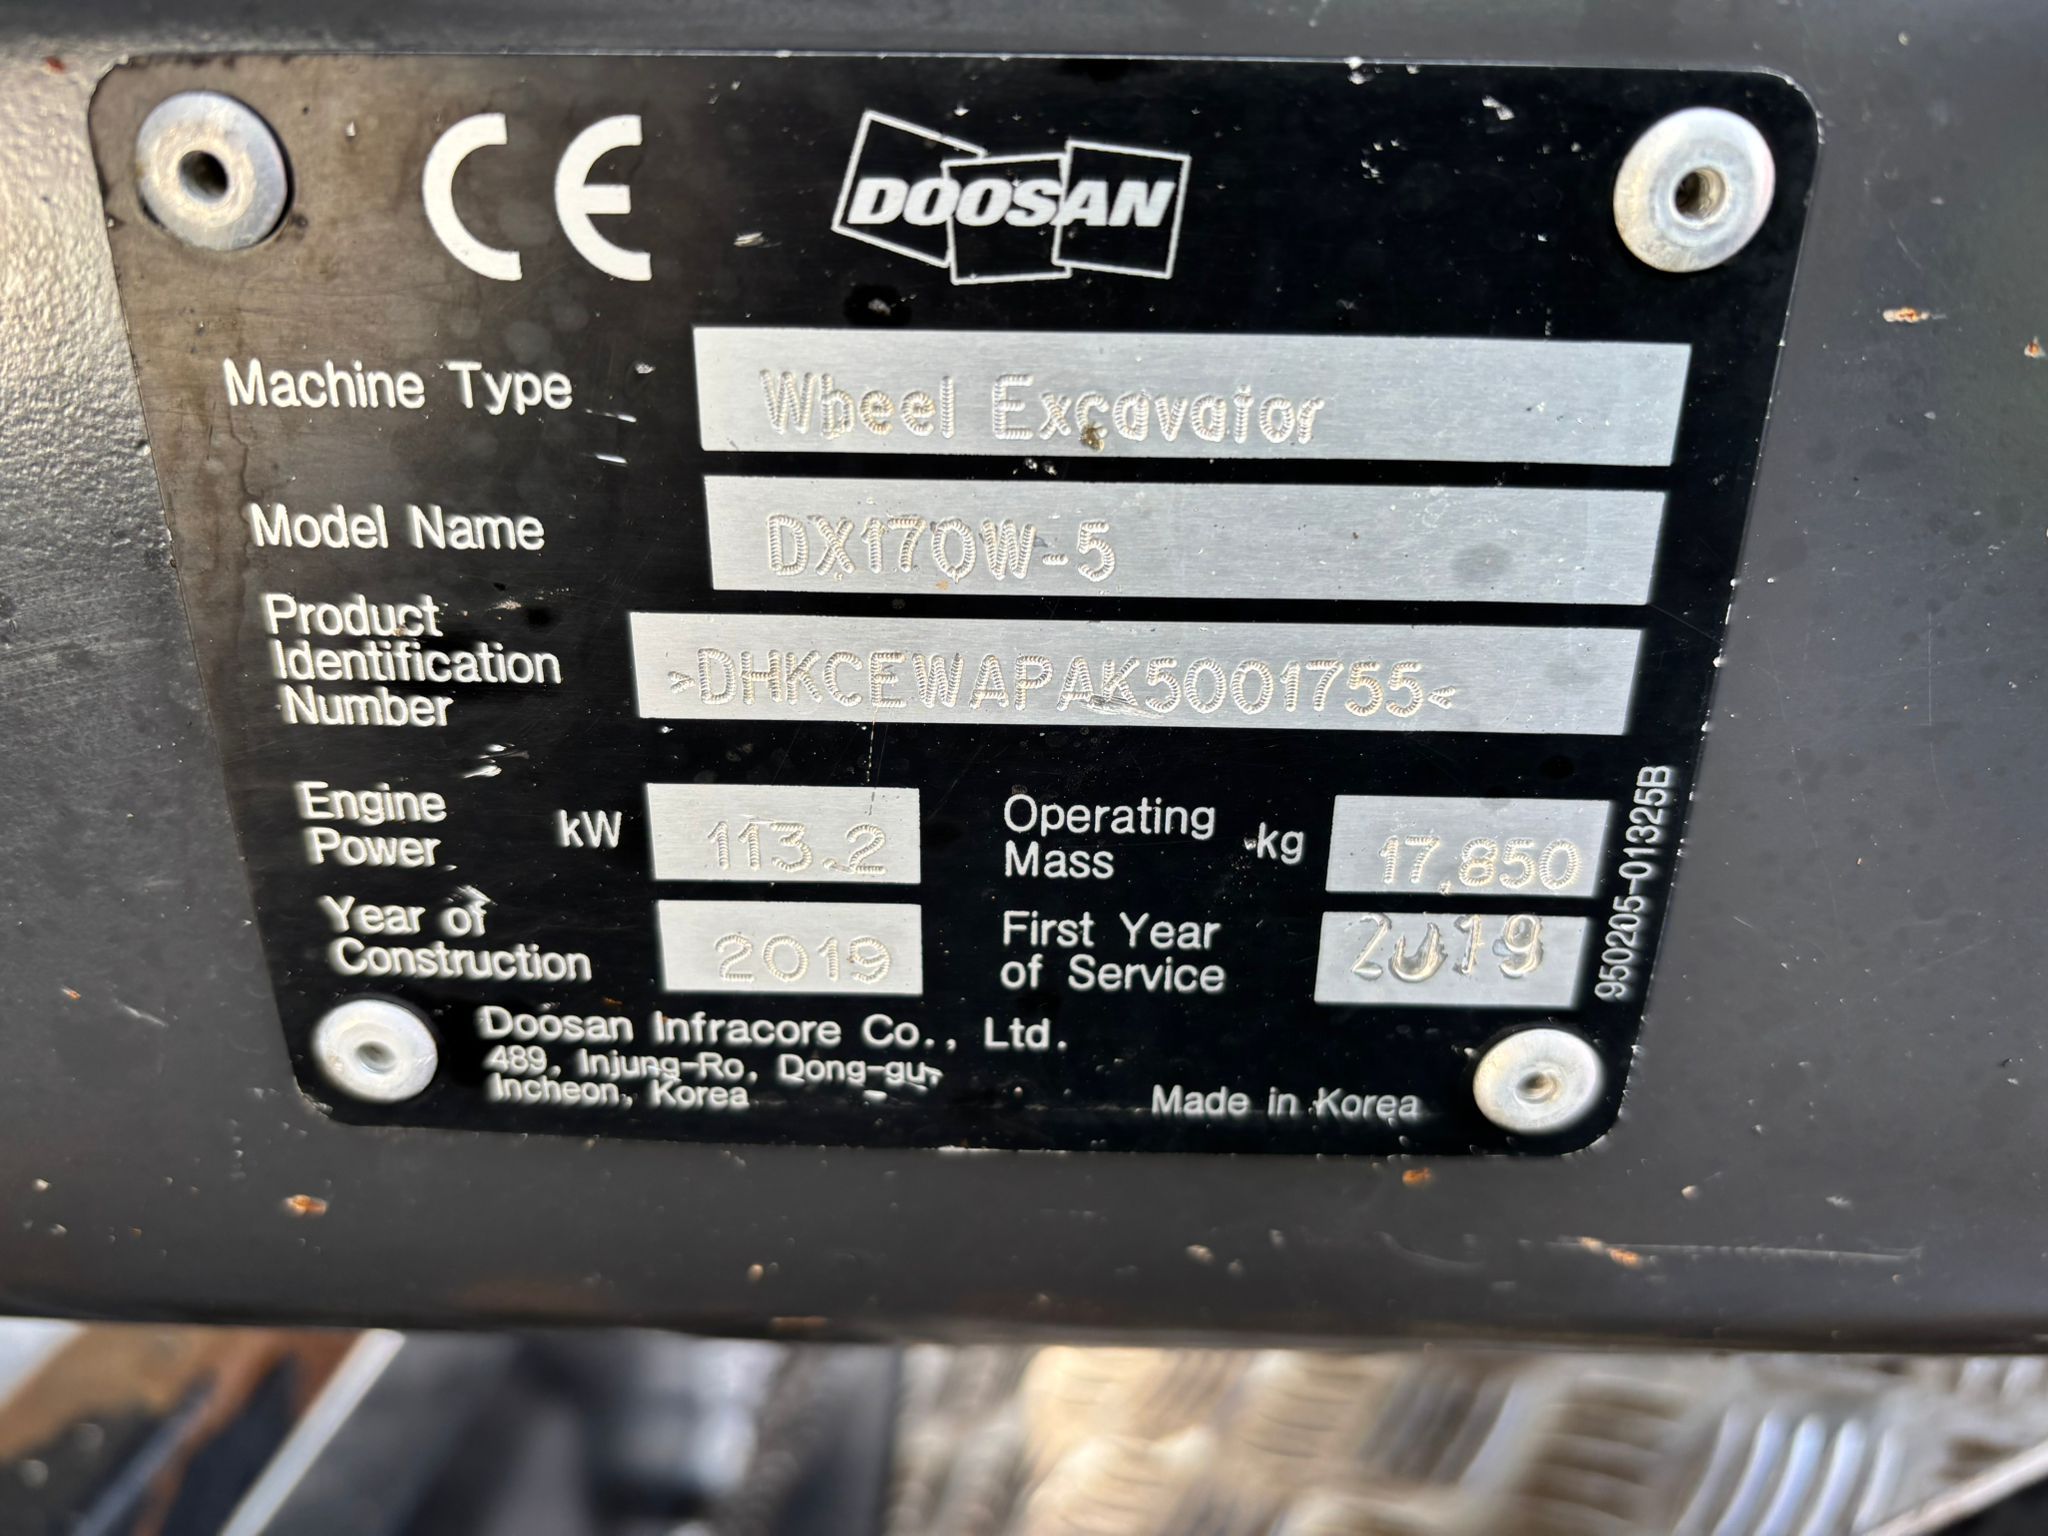 CE
DOOSAN
Machine Type Wheel Excavator
Model Name DX170W-5
Product
Identification
Number >DHKCEWAPAK5001755<
Engine
Power kW 113.2
Operating
Mass kg 17,850
Year of
Construction 2019
First Year
of Service 2019
Doosan Infracore Co., Ltd.
489, Injung-Ro, Dong-gu,
Incheon, Korea
Made in Korea
950205-01325B